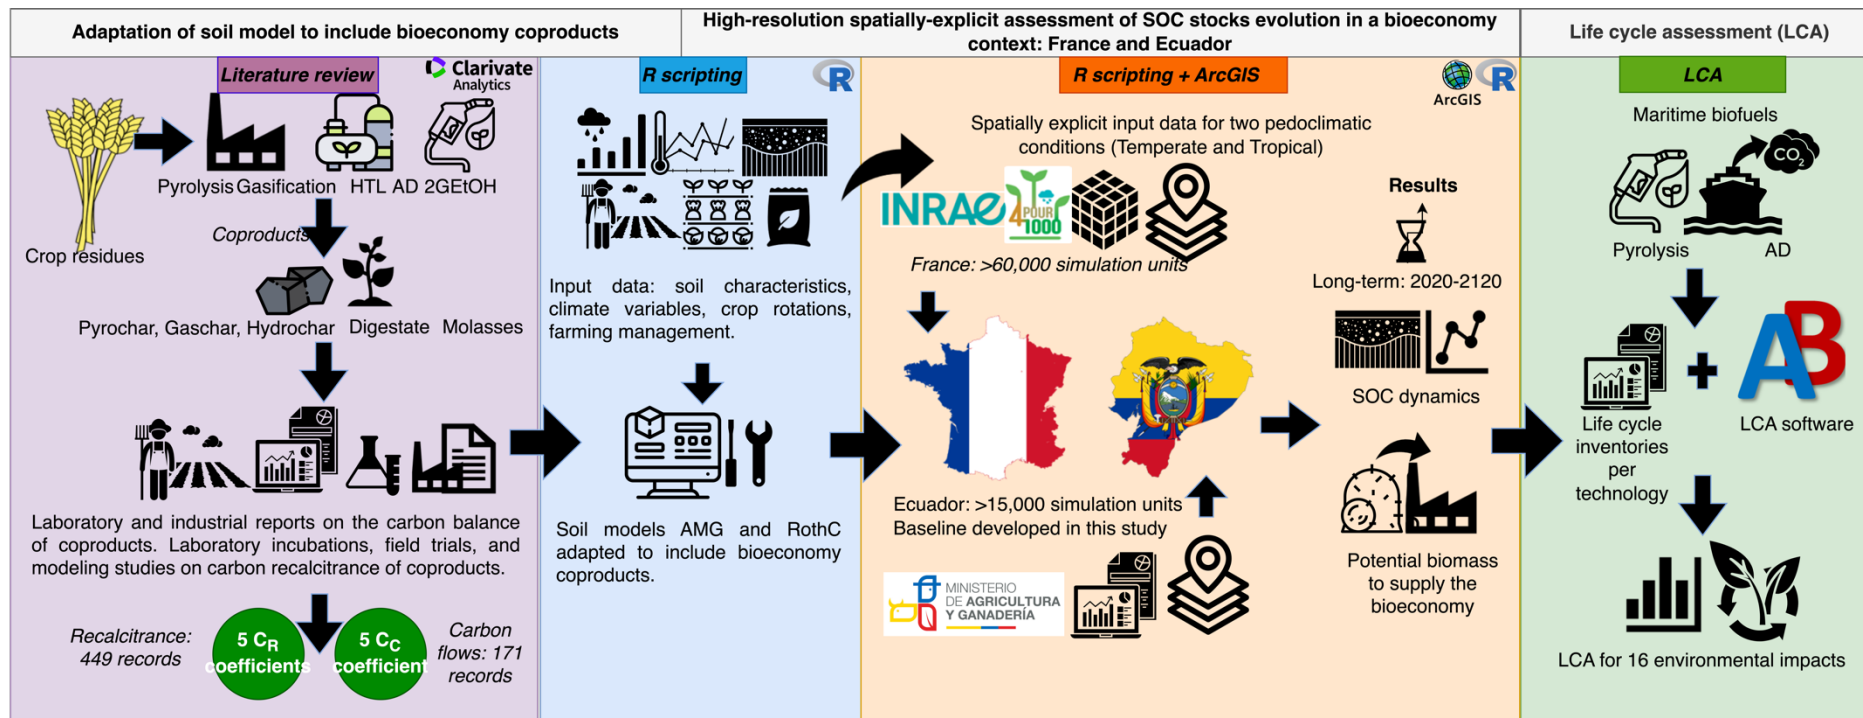 Adaptation of soil model to include bioeconomy coproducts
High-resolution spatially-explicit assessment of SOC stocks evolution in a bioeconomy
context: France and Ecuador
Life cycle assessment (LCA)
Literature review
Clarivate
Analytics
Pyrolysis Gasification HTL AD 2GEtOH
Coproducts
Crop residues
Pyrochar, Gaschar, Hydrochar Digestate Molasses
Laboratory and industrial reports on the carbon balance
of coproducts. Laboratory incubations, field trials, and
modeling studies on carbon recalcitrance of coproducts.
Recalcitrance:
449 records
5 CR
coefficients
5 CC
coefficient
Carbon
flows: 171
records
R scripting
R
Input data: soil characteristics,
climate variables, crop rotations,
farming management.
Soil models AMG and RothC
adapted to include bioeconomy
coproducts.
R scripting + ArcGIS
ArcGIS
R
Spatially explicit input data for two pedoclimatic
conditions (Temperate and Tropical)
INRAE
4 POUR
1000
France: >60,000 simulation units
Ecuador: >15,000 simulation units
Baseline developed in this study
MINISTERIO
DE AGRICULTURA
Y GANADERÍA
Results
Long-term: 2020-2120
SOC dynamics
Potential biomass
to supply the
bioeconomy
LCA
Maritime biofuels
CO2
Pyrolysis AD
AB
Life cycle
inventories
per
technology
LCA software
LCA for 16 environmental impacts